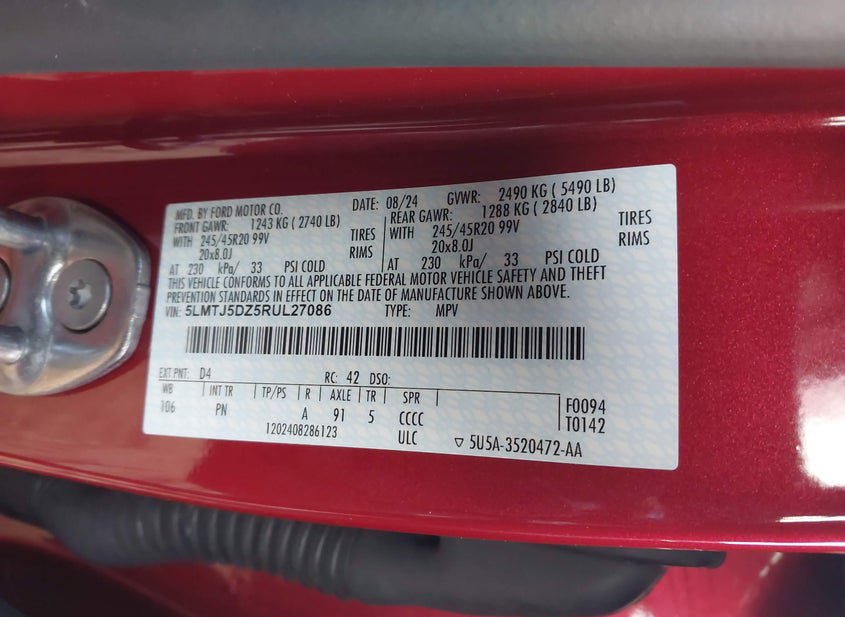 MFD. BY FORD MOTOR CO.
DATE: 08/24 GVWR: 2490 KG ( 5490 LB)
FRONT GAWR: 1243 KG ( 2740 LB)
REAR GAWR: 1288 KG ( 2840 LB)
WITH 245/45R20 99V TIRES
WITH 245/45R20 99V TIRES
20x8.0J RIMS
20x8.0J RIMS
AT 230 kPa/ 33 PSI COLD
AT 230 kPa/ 33 PSI COLD
THIS VEHICLE CONFORMS TO ALL APPLICABLE FEDERAL MOTOR VEHICLE SAFETY AND THEFT
PREVENTION STANDARDS IN EFFECT ON THE DATE OF MANUFACTURE SHOWN ABOVE.
VIN: 5LMTJ5DZ5RUL27086 TYPE: MPV
EXT PNT: D4 RC: 42 DSO:
WB INT TR TP/PS R AXLE TR SPR
106 PN A 91 5 CCCC F0094
1202408286123 ULC T0142
▽ 5U5A-3520472-AA